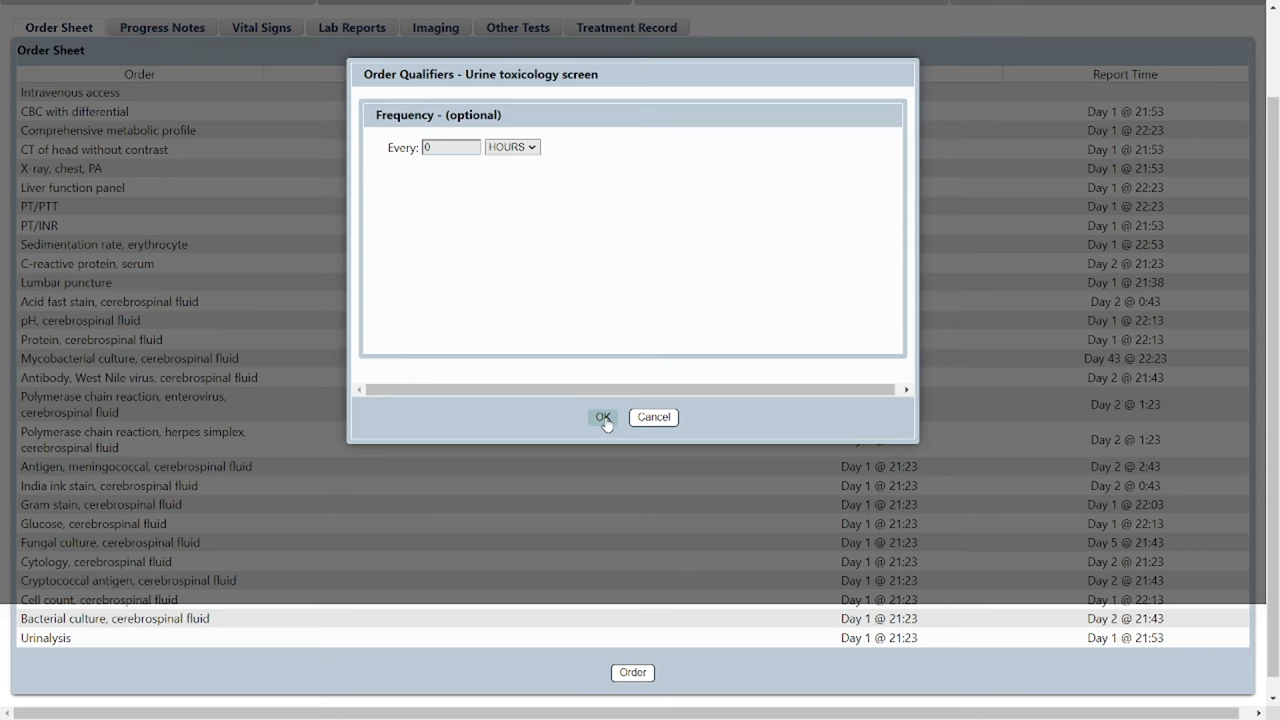 Order Sheet Progress Notes Vital Signs Lab Reports Imaging Other Tests Treatment Record
Order Sheet
Order Report Time
Order Qualifiers - Urine toxicology screen
Frequency - (optional)
Every: 0 HOURS
OK Cancel
Intravenous access
CBC with differential Day 1 @ 21:53
Comprehensive metabolic profile Day 1 @ 22:23
CT of head without contrast Day 1 @ 21:53
X-ray, chest, PA Day 1 @ 21:53
Liver function panel Day 1 @ 22:23
PT/PTT Day 1 @ 22:23
PT/INR Day 1 @ 21:53
Sedimentation rate, erythrocyte Day 1 @ 22:53
C-reactive protein, serum Day 2 @ 21:23
Lumbar puncture Day 1 @ 21:38
Acid fast stain, cerebrospinal fluid Day 2 @ 0:43
pH, cerebrospinal fluid Day 1 @ 22:13
Protein, cerebrospinal fluid Day 1 @ 22:13
Mycobacterial culture, cerebrospinal fluid Day 43 @ 22:23
Antibody, West Nile virus, cerebrospinal fluid Day 2 @ 21:43
Polymerase chain reaction, enterovirus,
cerebrospinal fluid Day 2 @ 1:23
Polymerase chain reaction, herpes simplex,
cerebrospinal fluid Day 2 @ 1:23
Antigen, meningococcal, cerebrospinal fluid Day 1 @ 21:23 Day 2 @ 2:43
India ink stain, cerebrospinal fluid Day 1 @ 21:23 Day 2 @ 0:43
Gram stain, cerebrospinal fluid Day 1 @ 21:23 Day 1 @ 22:03
Glucose, cerebrospinal fluid Day 1 @ 21:23 Day 1 @ 22:13
Fungal culture, cerebrospinal fluid Day 1 @ 21:23 Day 5 @ 21:43
Cytology, cerebrospinal fluid Day 1 @ 21:23 Day 2 @ 21:23
Cryptococcal antigen, cerebrospinal fluid Day 1 @ 21:23 Day 2 @ 21:43
Cell count, cerebrospinal fluid Day 1 @ 21:23 Day 1 @ 22:13
Bacterial culture, cerebrospinal fluid Day 1 @ 21:23 Day 2 @ 21:43
Urinalysis Day 1 @ 21:23 Day 1 @ 21:53
Order